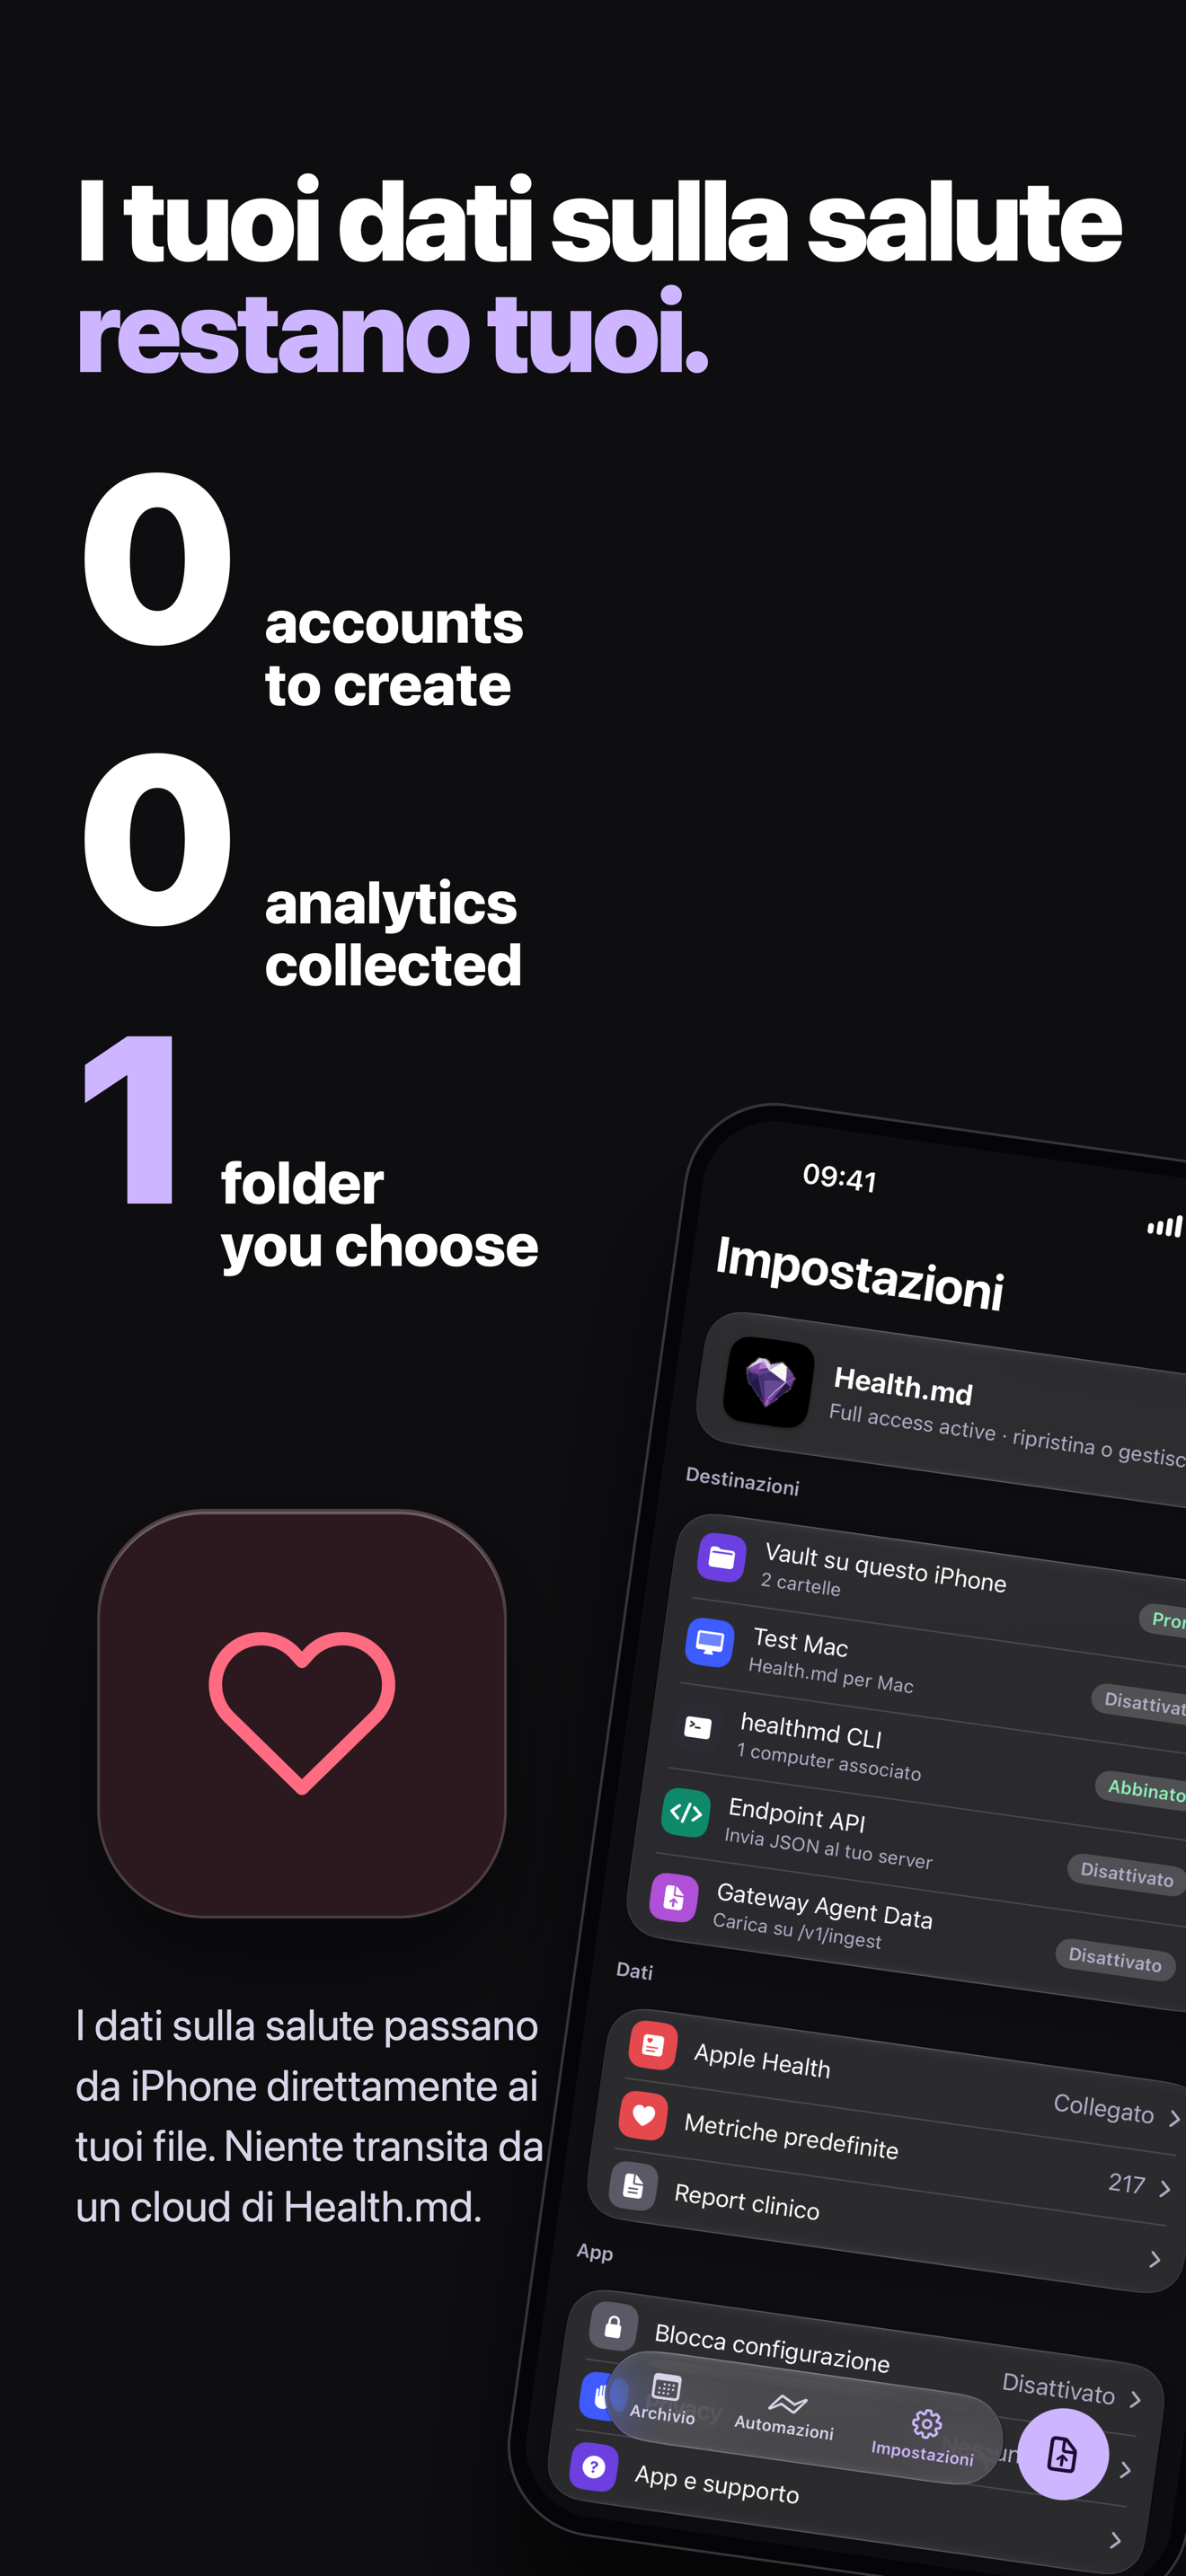 I tuoi dati sulla salute
restano tuoi.
0 accounts
to create
0 analytics
collected
1 folder
you choose
I dati sulla salute passano
da iPhone direttamente ai
tuoi file. Niente transita da
un cloud di Health.md.
09:41
Impostazioni
Health.md
Full access active · ripristina o gestisc
Destinazioni
Vault su questo iPhone
2 cartelle
Test Mac
Health.md per Mac
Disattivat
healthmd CLI
1 computer associato
Abbinato
Endpoint API
Invia JSON al tuo server
Disattivato
Gateway Agent Data
Carica su /v1/ingest
Disattivato
Dati
Apple Health
Collegato
Metriche predefinite
217
Report clinico
App
Blocca configurazione
Disattivato
Archivio
Automazioni
Impostazioni
App e supporto